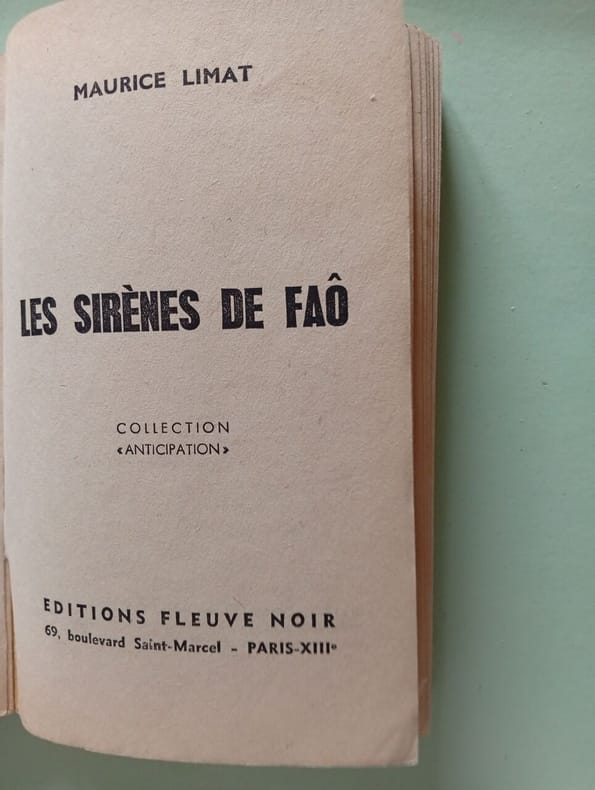 MAURICE LIMAT
LES SIRÈNES DE FAÔ
COLLECTION
«ANTICIPATION»
EDITIONS FLEUVE NOIR
69, boulevard Saint-Marcel - PARIS-XIIIᵉ